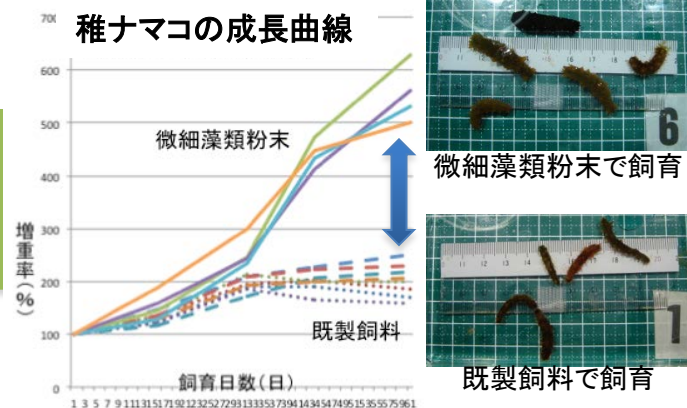 稚ナマコの成長曲線
700
600
500
400
300
200
100
0
増重率(%)
微細藻類粉末
既製飼料
飼育日数(日)
微細藻類粉末で飼育
6
既製飼料で飼育
1